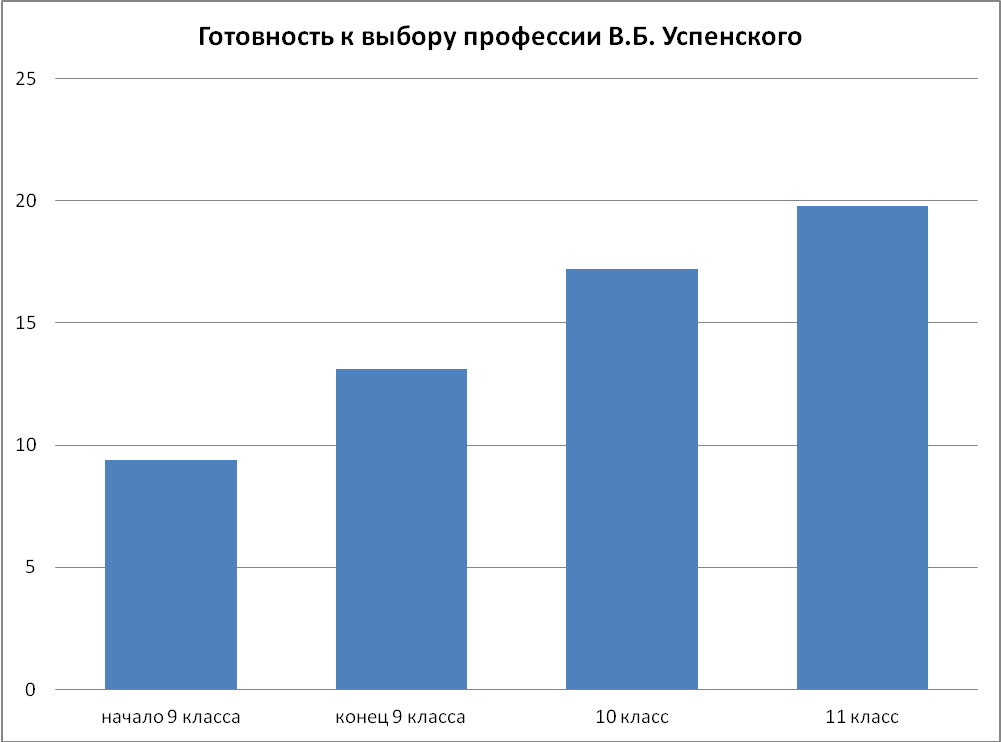 Готовность к выбору профессии В.Б. Успенского
25
20
15
10
5
0
начало 9 класса
конец 9 класса
10 класс
11 класс